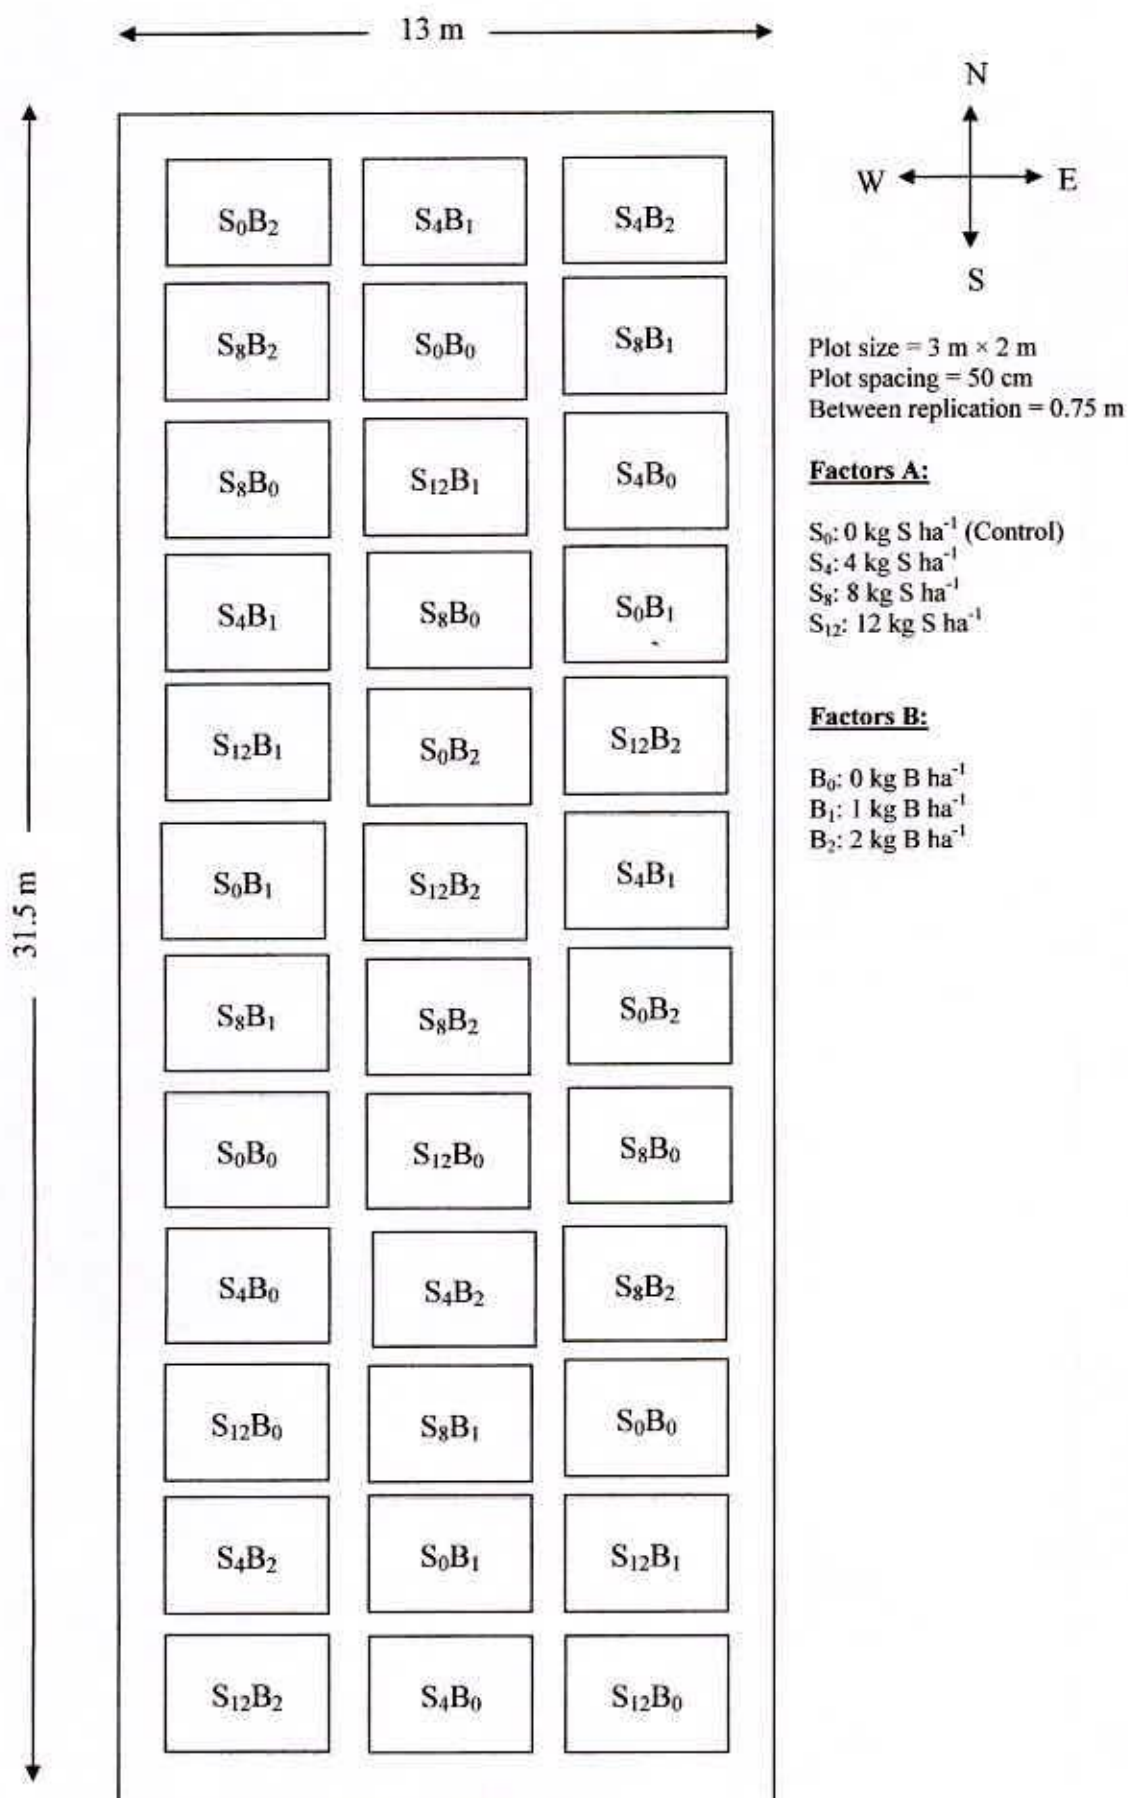 13 m
N
W E
S
31.5 m
S₀B₂ S₄B₁ S₄B₂
S₈B₂ S₀B₀ S₈B₁
S₈B₀ S₁₂B₁ S₄B₀
S₄B₁ S₈B₀ S₀B₁
S₁₂B₁ S₀B₂ S₁₂B₂
S₀B₁ S₁₂B₂ S₄B₁
S₈B₁ S₈B₂ S₀B₂
S₀B₀ S₁₂B₀ S₈B₀
S₄B₀ S₄B₂ S₈B₂
S₁₂B₀ S₈B₁ S₀B₀
S₄B₂ S₀B₁ S₁₂B₁
S₁₂B₂ S₄B₀ S₁₂B₀
Plot size = 3 m × 2 m
Plot spacing = 50 cm
Between replication = 0.75 m
Factors A:
S₀: 0 kg S ha⁻¹ (Control)
S₄: 4 kg S ha⁻¹
S₈: 8 kg S ha⁻¹
S₁₂: 12 kg S ha⁻¹
Factors B:
B₀: 0 kg B ha⁻¹
B₁: 1 kg B ha⁻¹
B₂: 2 kg B ha⁻¹